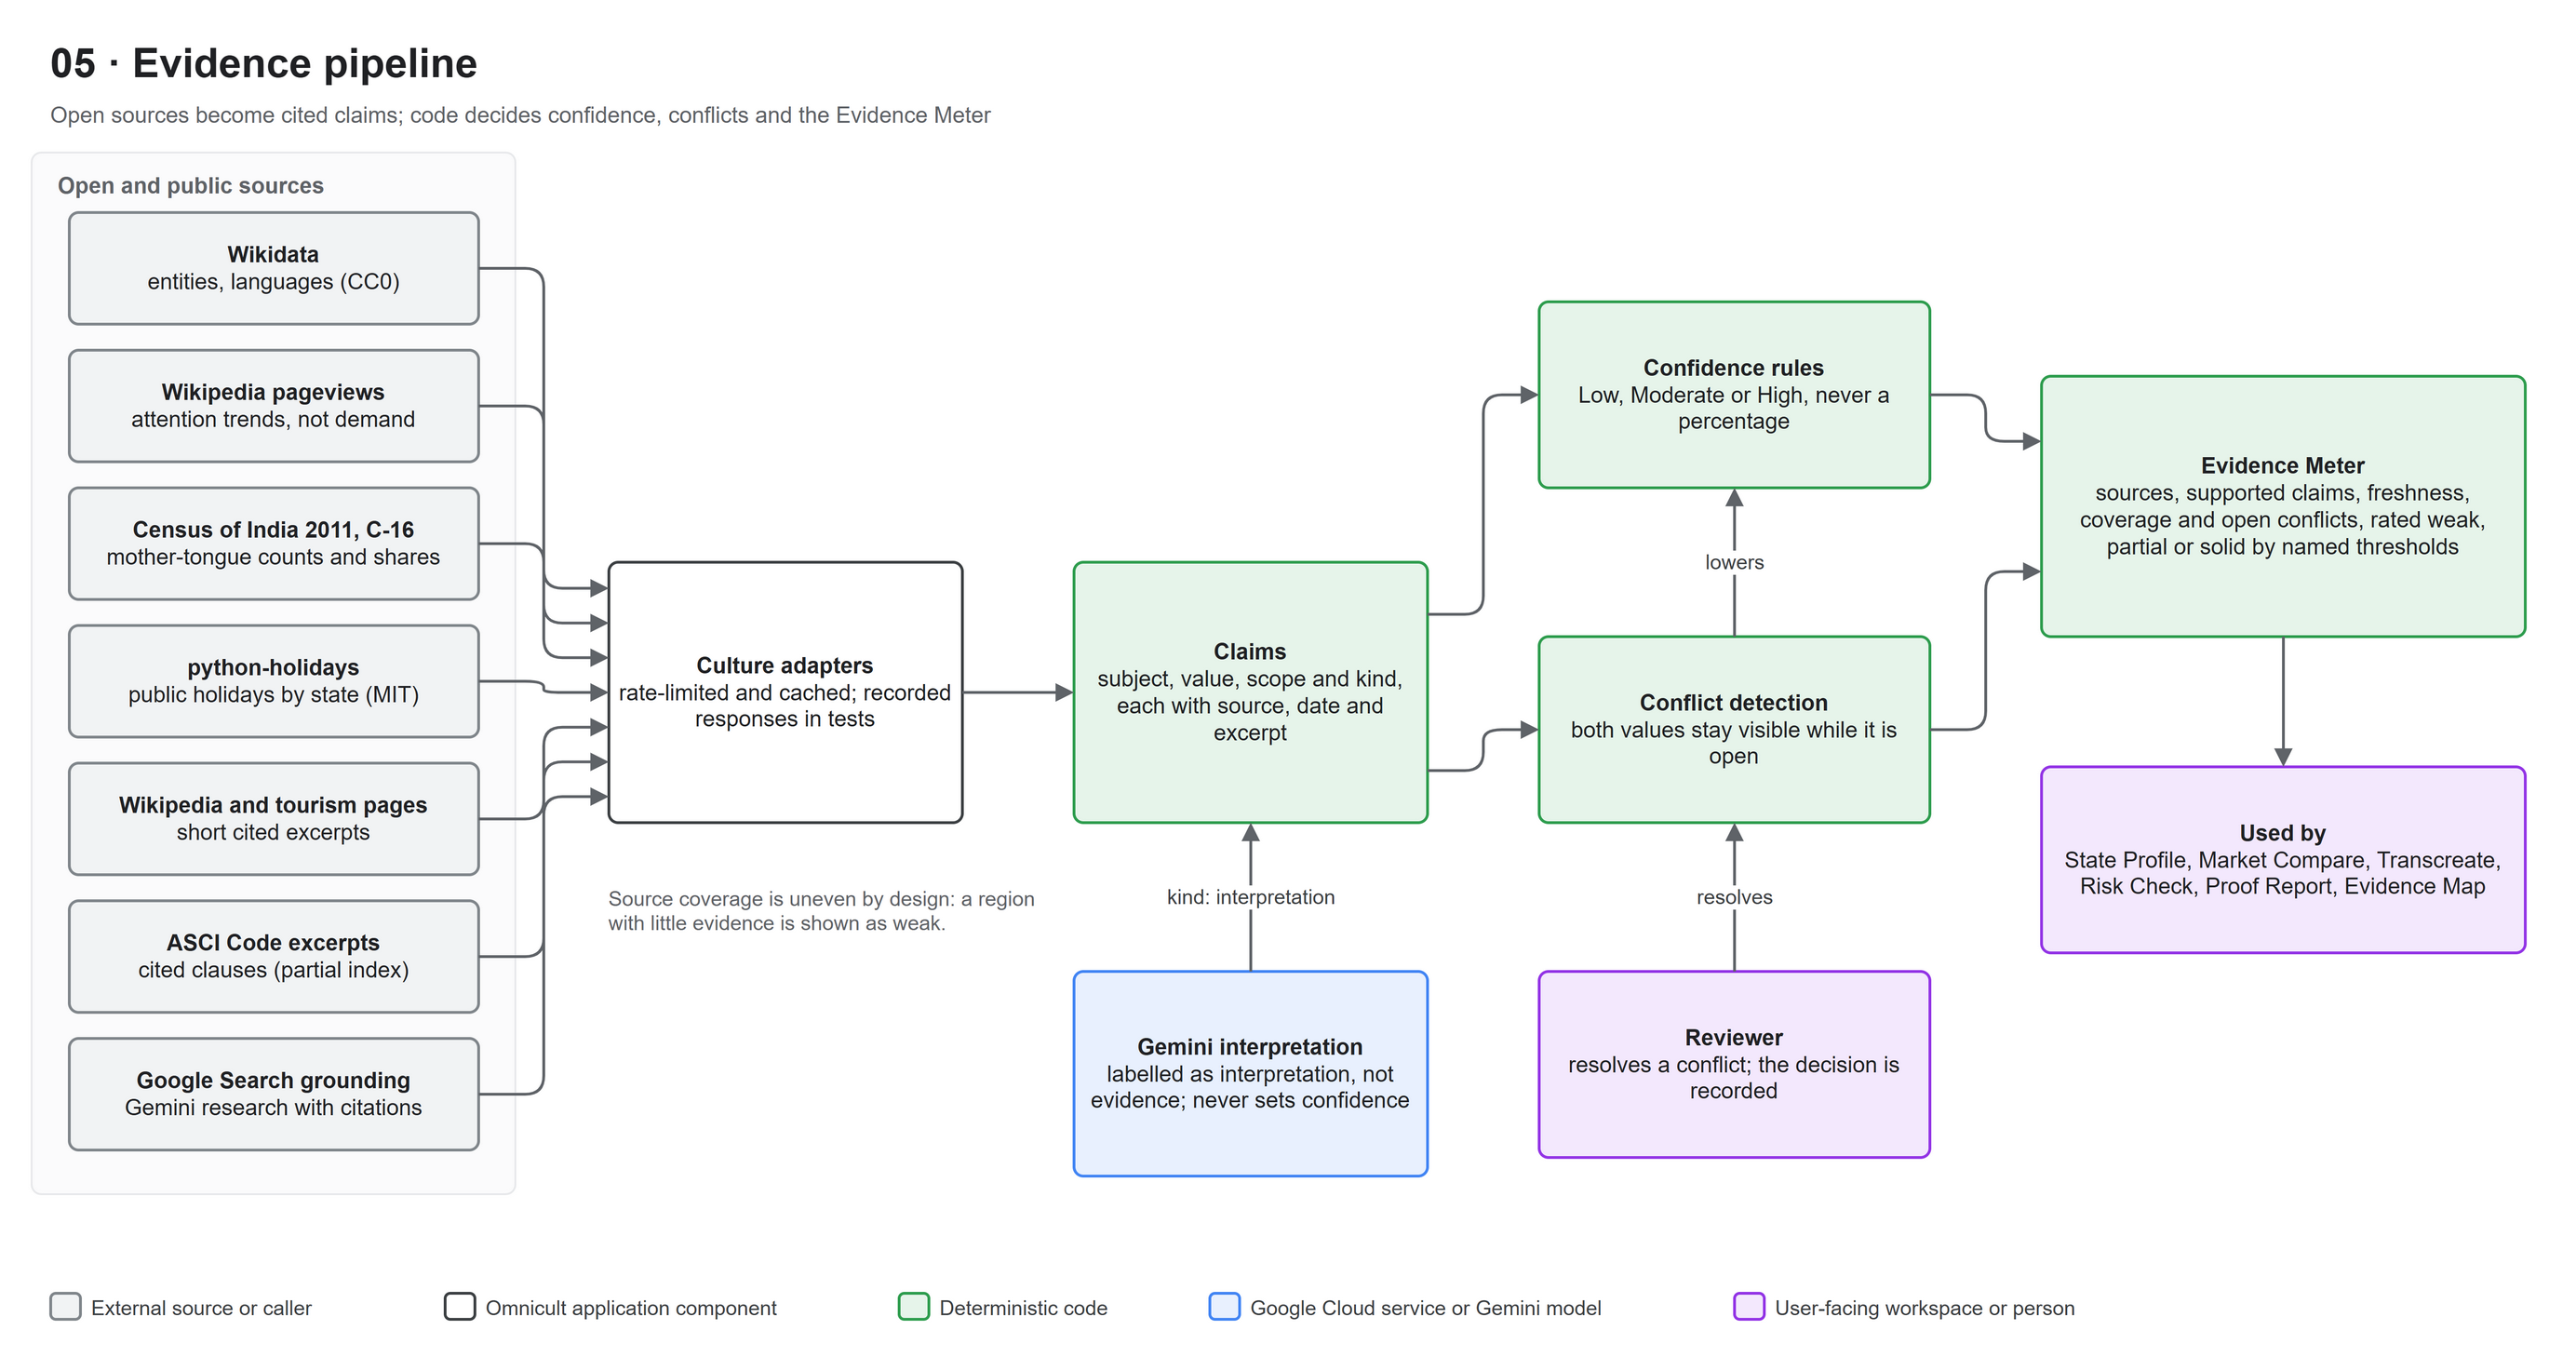 05 · Evidence pipeline
Open sources become cited claims; code decides confidence, conflicts and the Evidence Meter
Open and public sources
Wikidata
entities, languages (CC0)
Wikipedia pageviews
attention trends, not demand
Census of India 2011, C-16
mother-tongue counts and shares
python-holidays
public holidays by state (MIT)
Wikipedia and tourism pages
short cited excerpts
ASCI Code excerpts
cited clauses (partial index)
Google Search grounding
Gemini research with citations
Culture adapters
rate-limited and cached; recorded
responses in tests
Source coverage is uneven by design: a region
with little evidence is shown as weak.
Claims
subject, value, scope and kind,
each with source, date and
excerpt
kind: interpretation
Gemini interpretation
labelled as interpretation, not
evidence; never sets confidence
Confidence rules
Low, Moderate or High, never a
percentage
lowers
Conflict detection
both values stay visible while it is
open
resolves
Reviewer
resolves a conflict; the decision is
recorded
Evidence Meter
sources, supported claims, freshness,
coverage and open conflicts, rated weak,
partial or solid by named thresholds
Used by
State Profile, Market Compare, Transcreate,
Risk Check, Proof Report, Evidence Map
External source or caller
Omnicult application component
Deterministic code
Google Cloud service or Gemini model
User-facing workspace or person